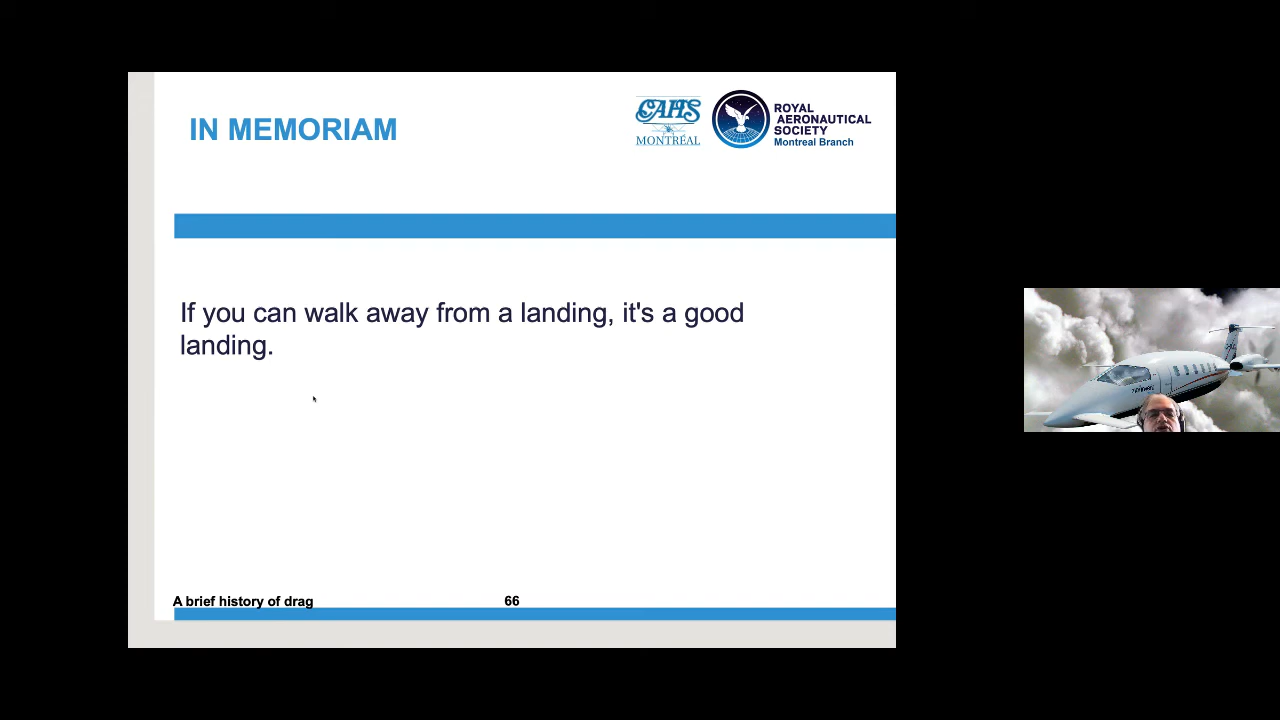 IN MEMORIAM
CAHS
MONTRÉAL
ROYAL
AERONAUTICAL
SOCIETY
Montreal Branch
If you can walk away from a landing, it's a good
landing.
A brief history of drag
66